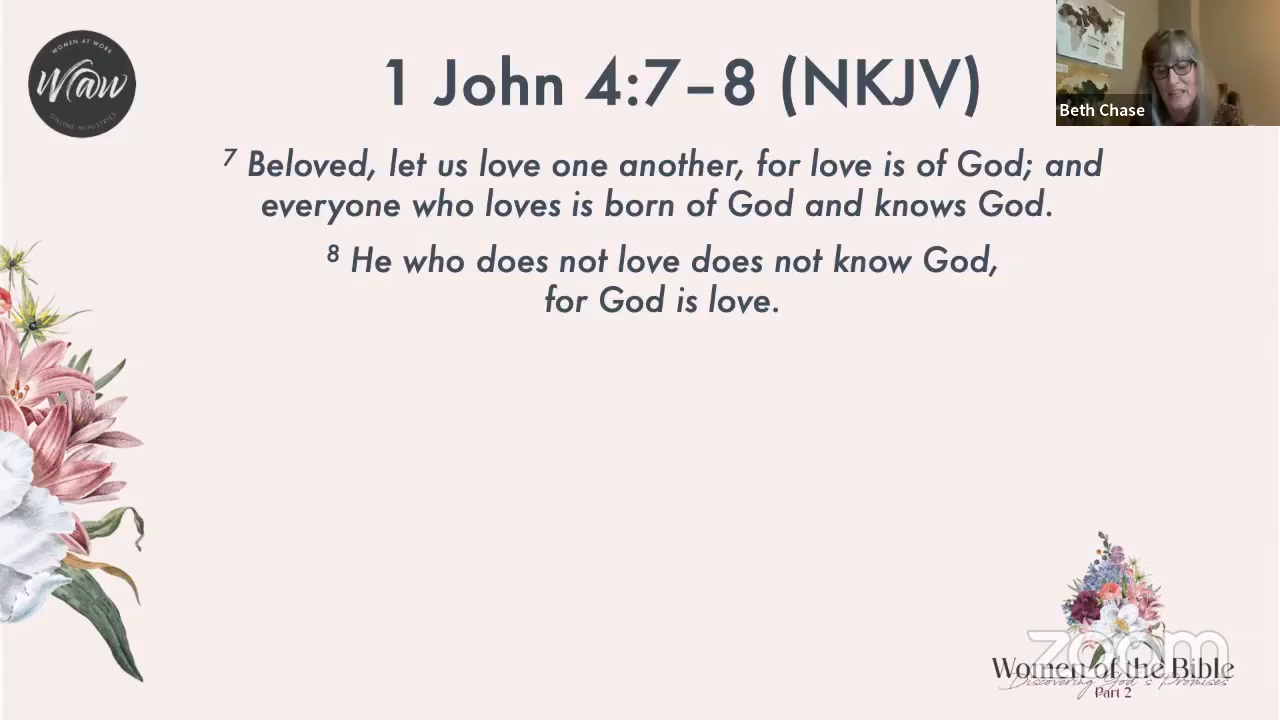 WOMEN AT WORK
Waw
ONLINE MINISTRIES
1 John 4:7–8 (NKJV)
Beth Chase
7 Beloved, let us love one another, for love is of God; and
everyone who loves is born of God and knows God.
8 He who does not love does not know God,
for God is love.
zoom
Women of the Bible
Discovering God's Promises
Part 2